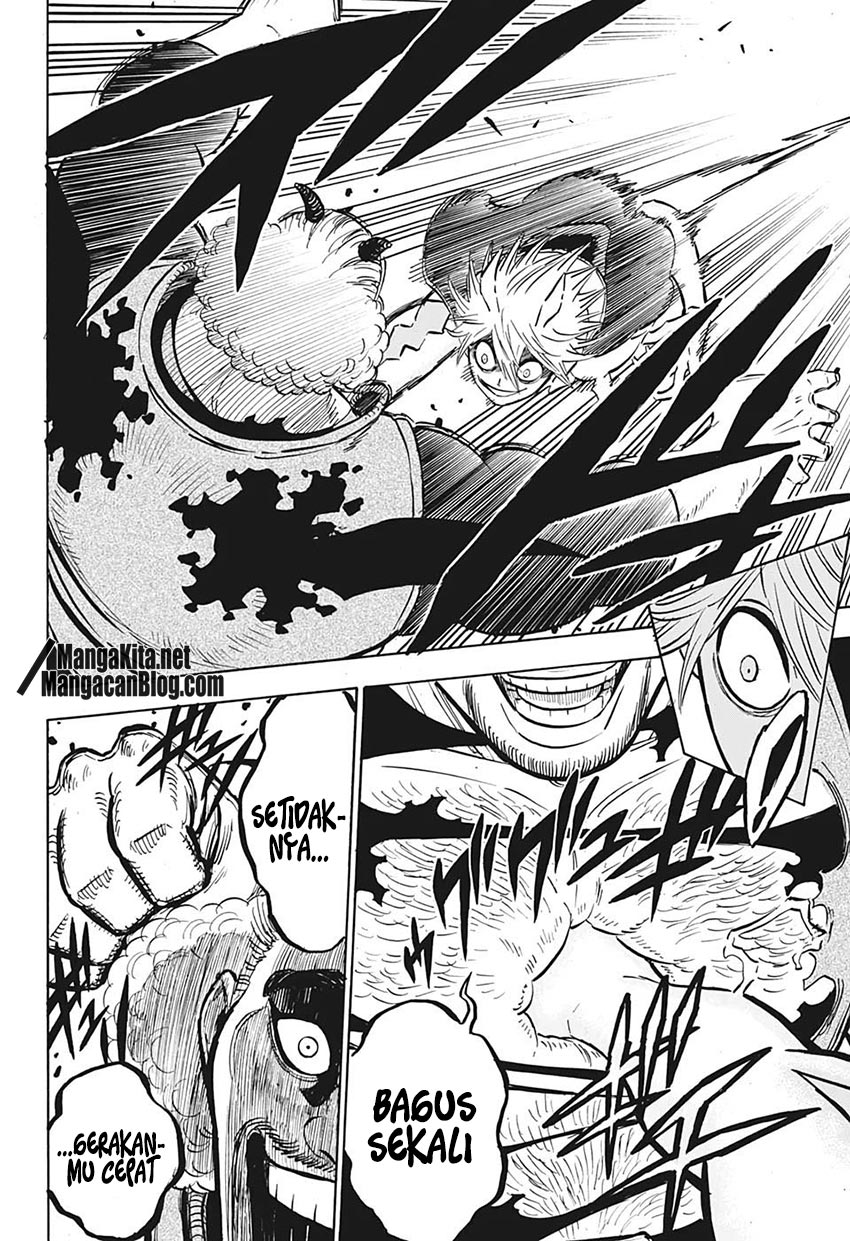 MangaKita.net
MangacanBlog.com
BAGUS
SEKALI
SETIDAK-
NYA...
...GERAKAN-
MU CEPAT